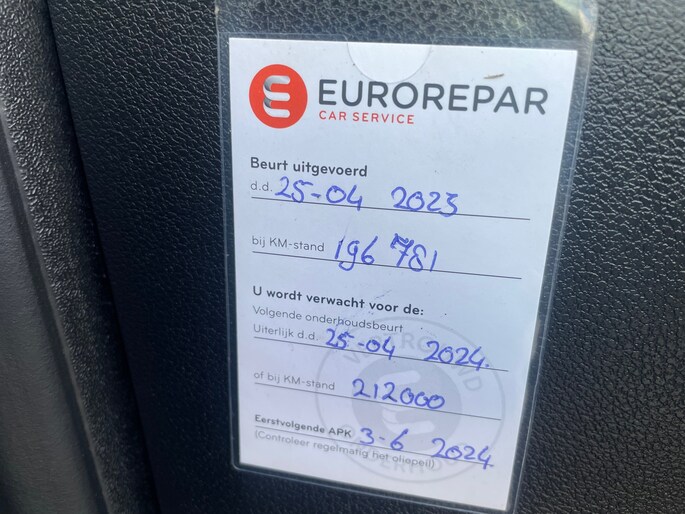 EUROREPAR
CAR SERVICE
Beurt uitgevoerd
d.d. 25-04 2023
bij KM-stand 196 781
U wordt verwacht voor de:
Volgende onderhoudsbeurt
Uiterlijk d.d. 25-04 2024.
of bij KM-stand 212000
Eerstvolgende APK 3-6 2024
(Controleer regelmatig het oliepeil)